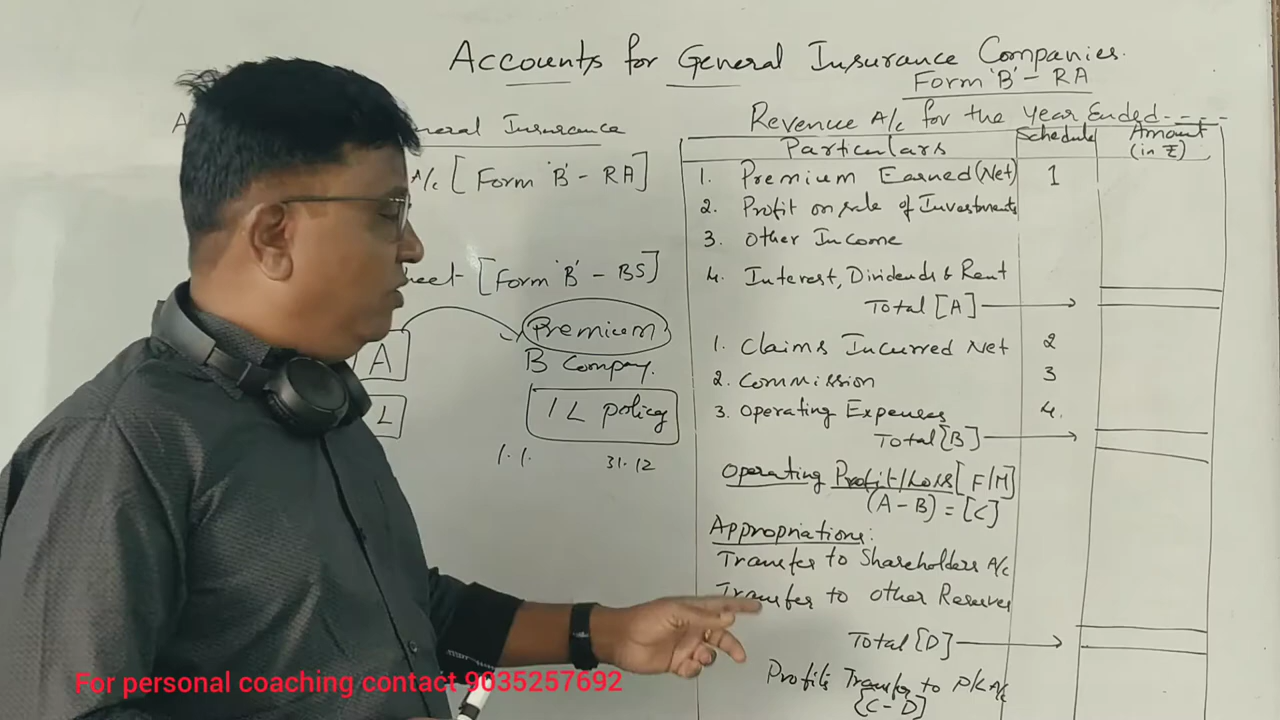 Accounts for General Insurance Companies.
Form 'B' - RA
A
eneral Insurance
A/c [Form 'B' - RA]
heet [Form 'B' - BS]
A
Premium
B Company.
L
1 L policy
1.1.
31.12
Revenue A/c for the year Ended - - - -
Particulars Schedule Amount (in ₹)
1. Premium Earned (Net) 1
2. Profit on sale of Investments
3. Other Income
4. Interest, Dividends & Rent
Total [A]
1. Claims Incurred Net 2
2. Commission 3
3. Operating Expenses 4.
Total [B]
Operating Profit/Loss [F/M]
(A - B) = [C]
Appropriations:
Transfer to Shareholders A/c
Transfer to other Reserves
Total [D]
Profits Transfer to P/L A/c
[C - D]
For personal coaching contact 9035257692